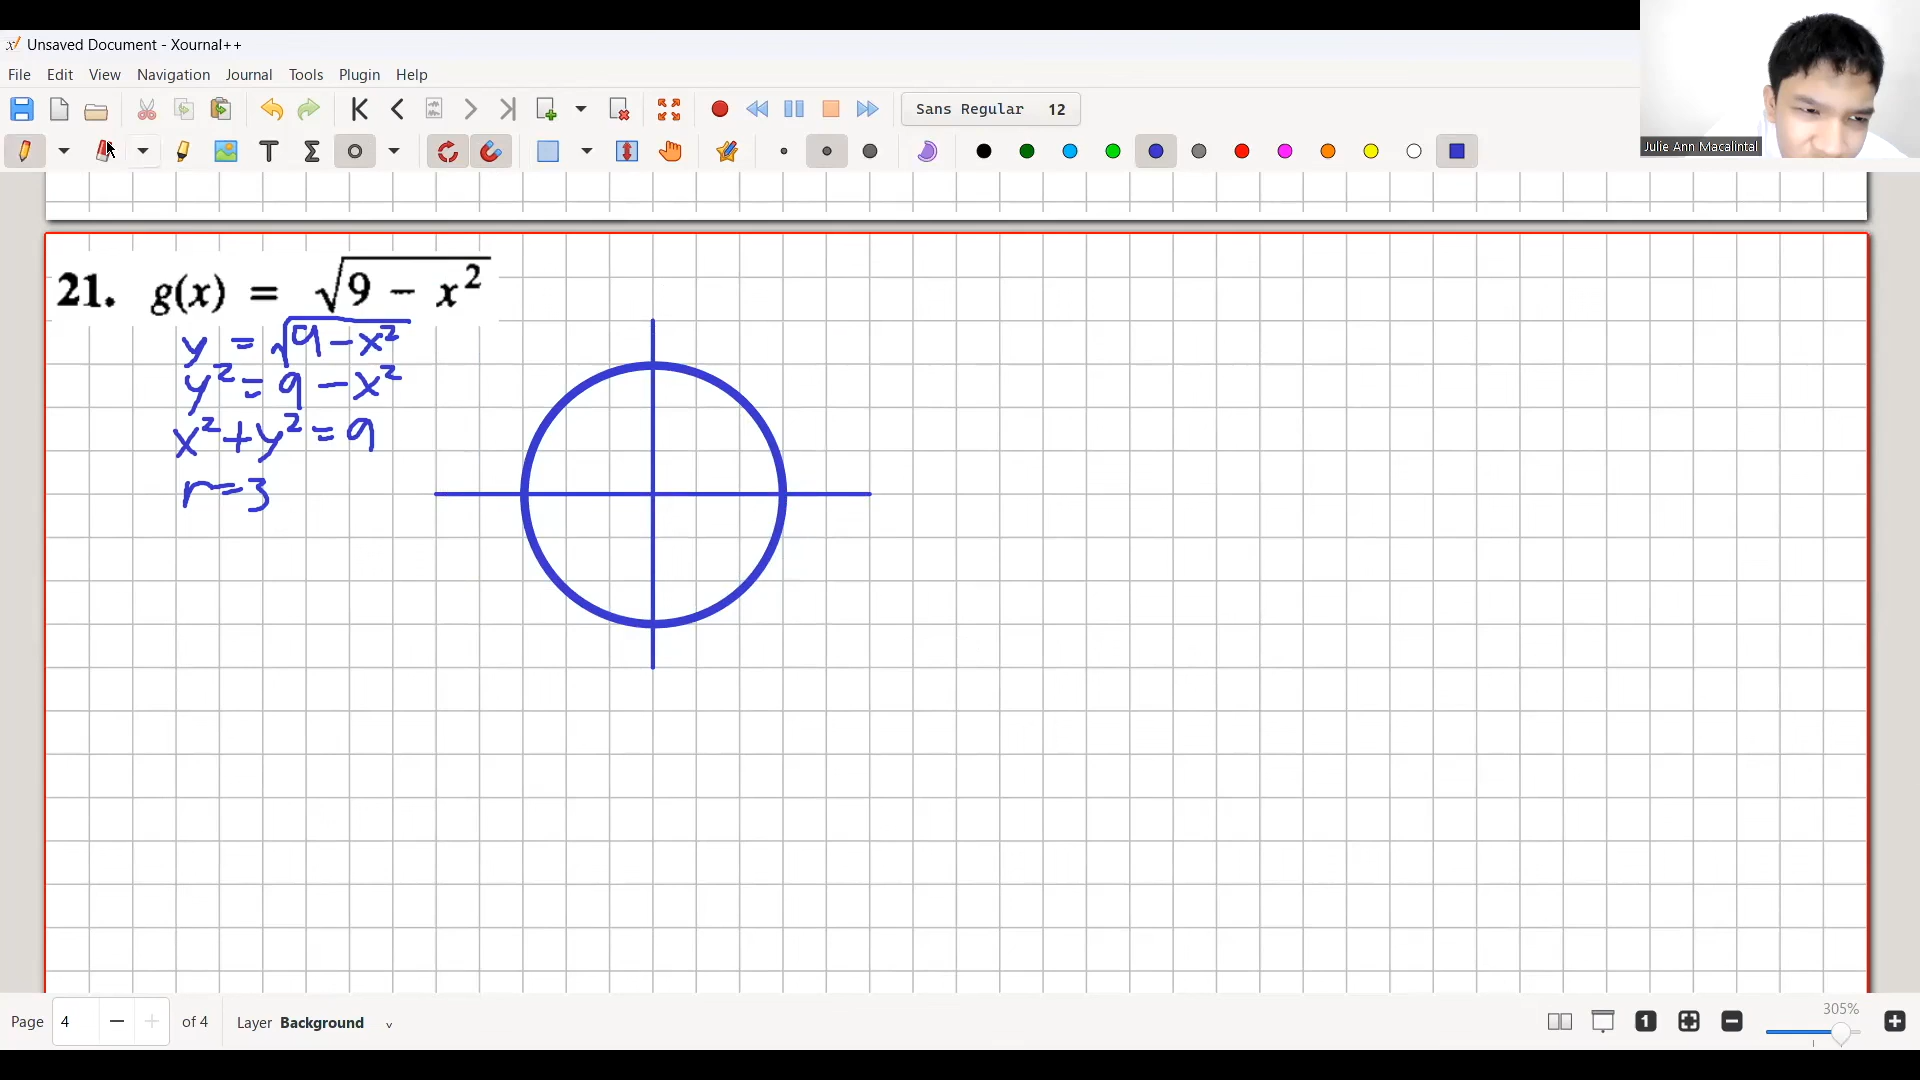 Unsaved Document - Xournal++
File Edit View Navigation Journal Tools Plugin Help
Sans Regular 12
Julie Ann Macalintal
21. g(x) = √9 − x²
y = √9 − x²
y² = 9 − x²
x² + y² = 9
r = 3
Page 4 of 4 Layer Background
305%
1